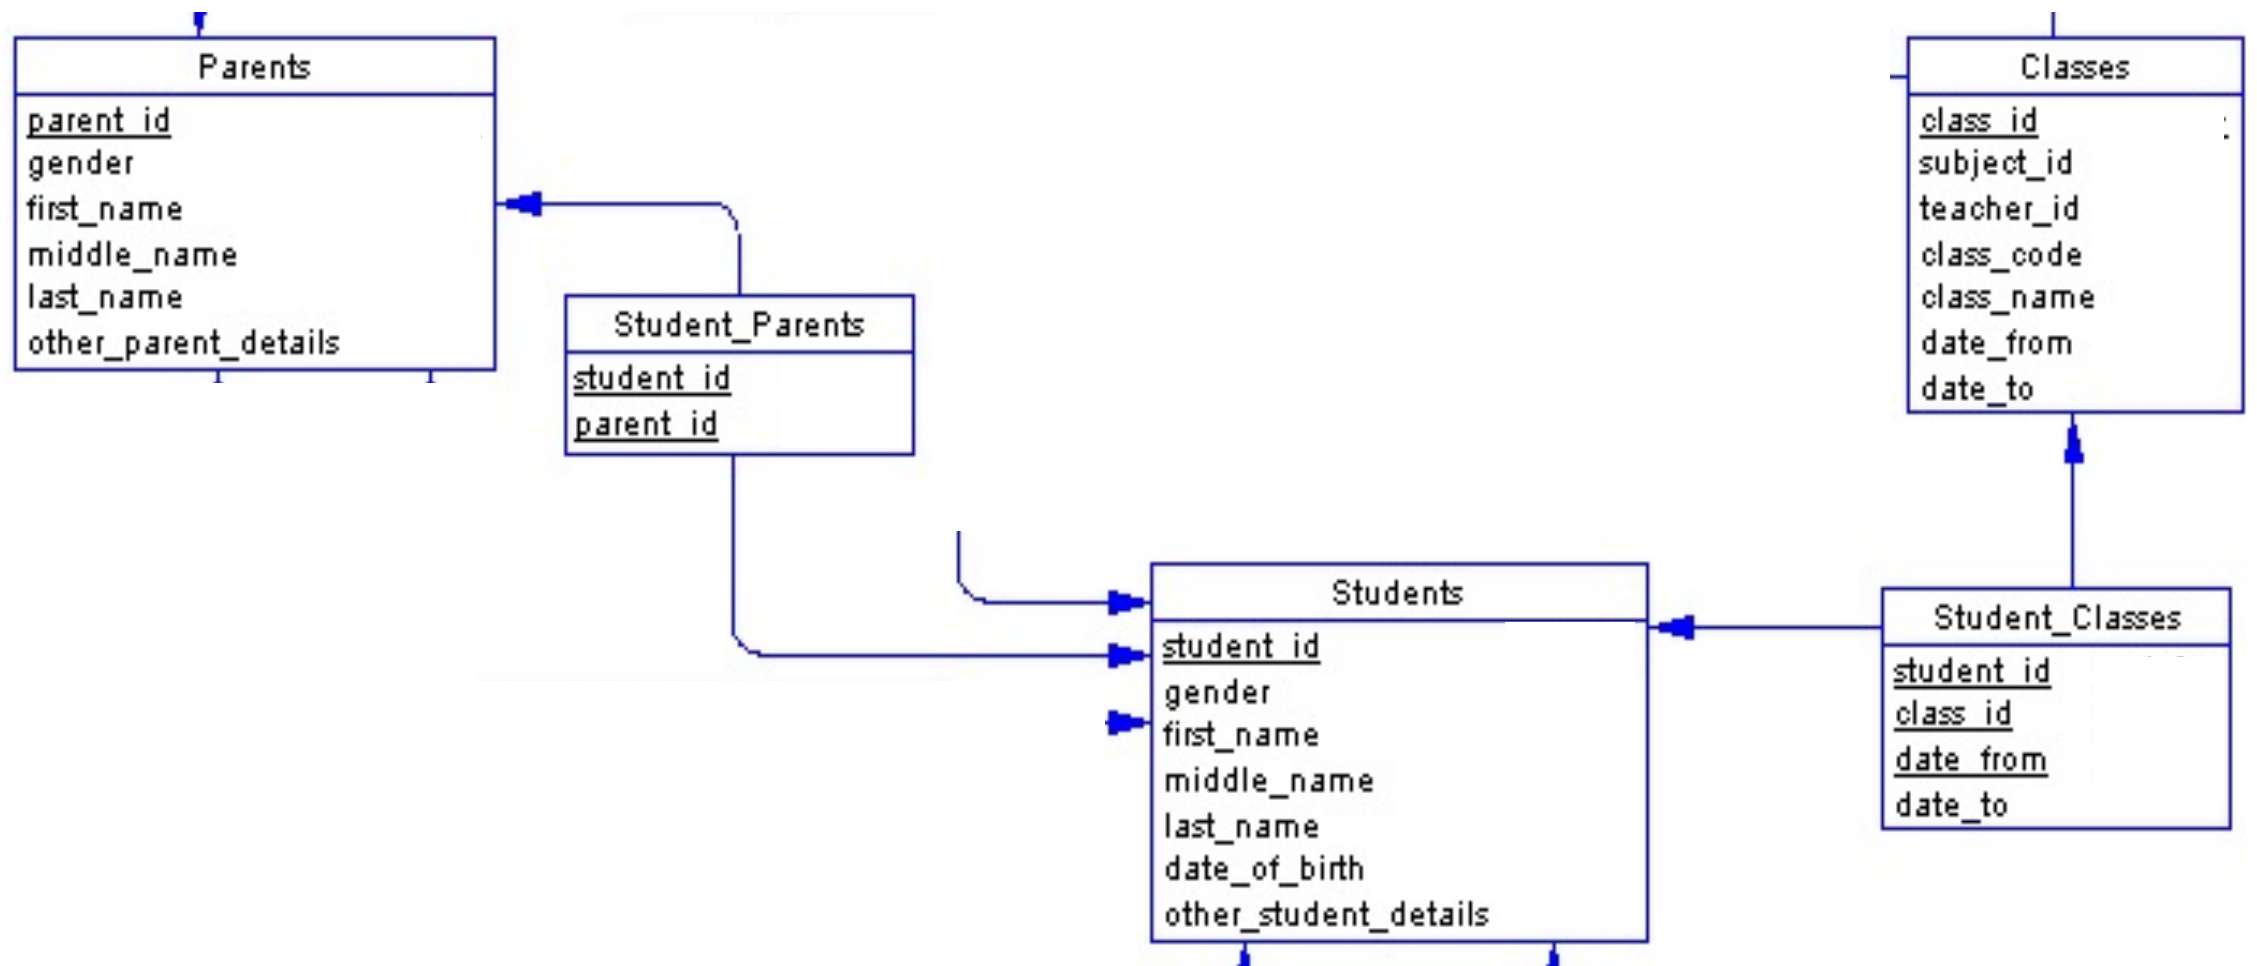 Parents
parent_id
gender
first_name
middle_name
last_name
other_parent_details
Student_Parents
student_id
parent_id
Students
student_id
gender
first_name
middle_name
last_name
date_of_birth
other_student_details
Classes
class_id
subject_id
teacher_id
class_code
class_name
date_from
date_to
Student_Classes
student_id
class_id
date_from
date_to